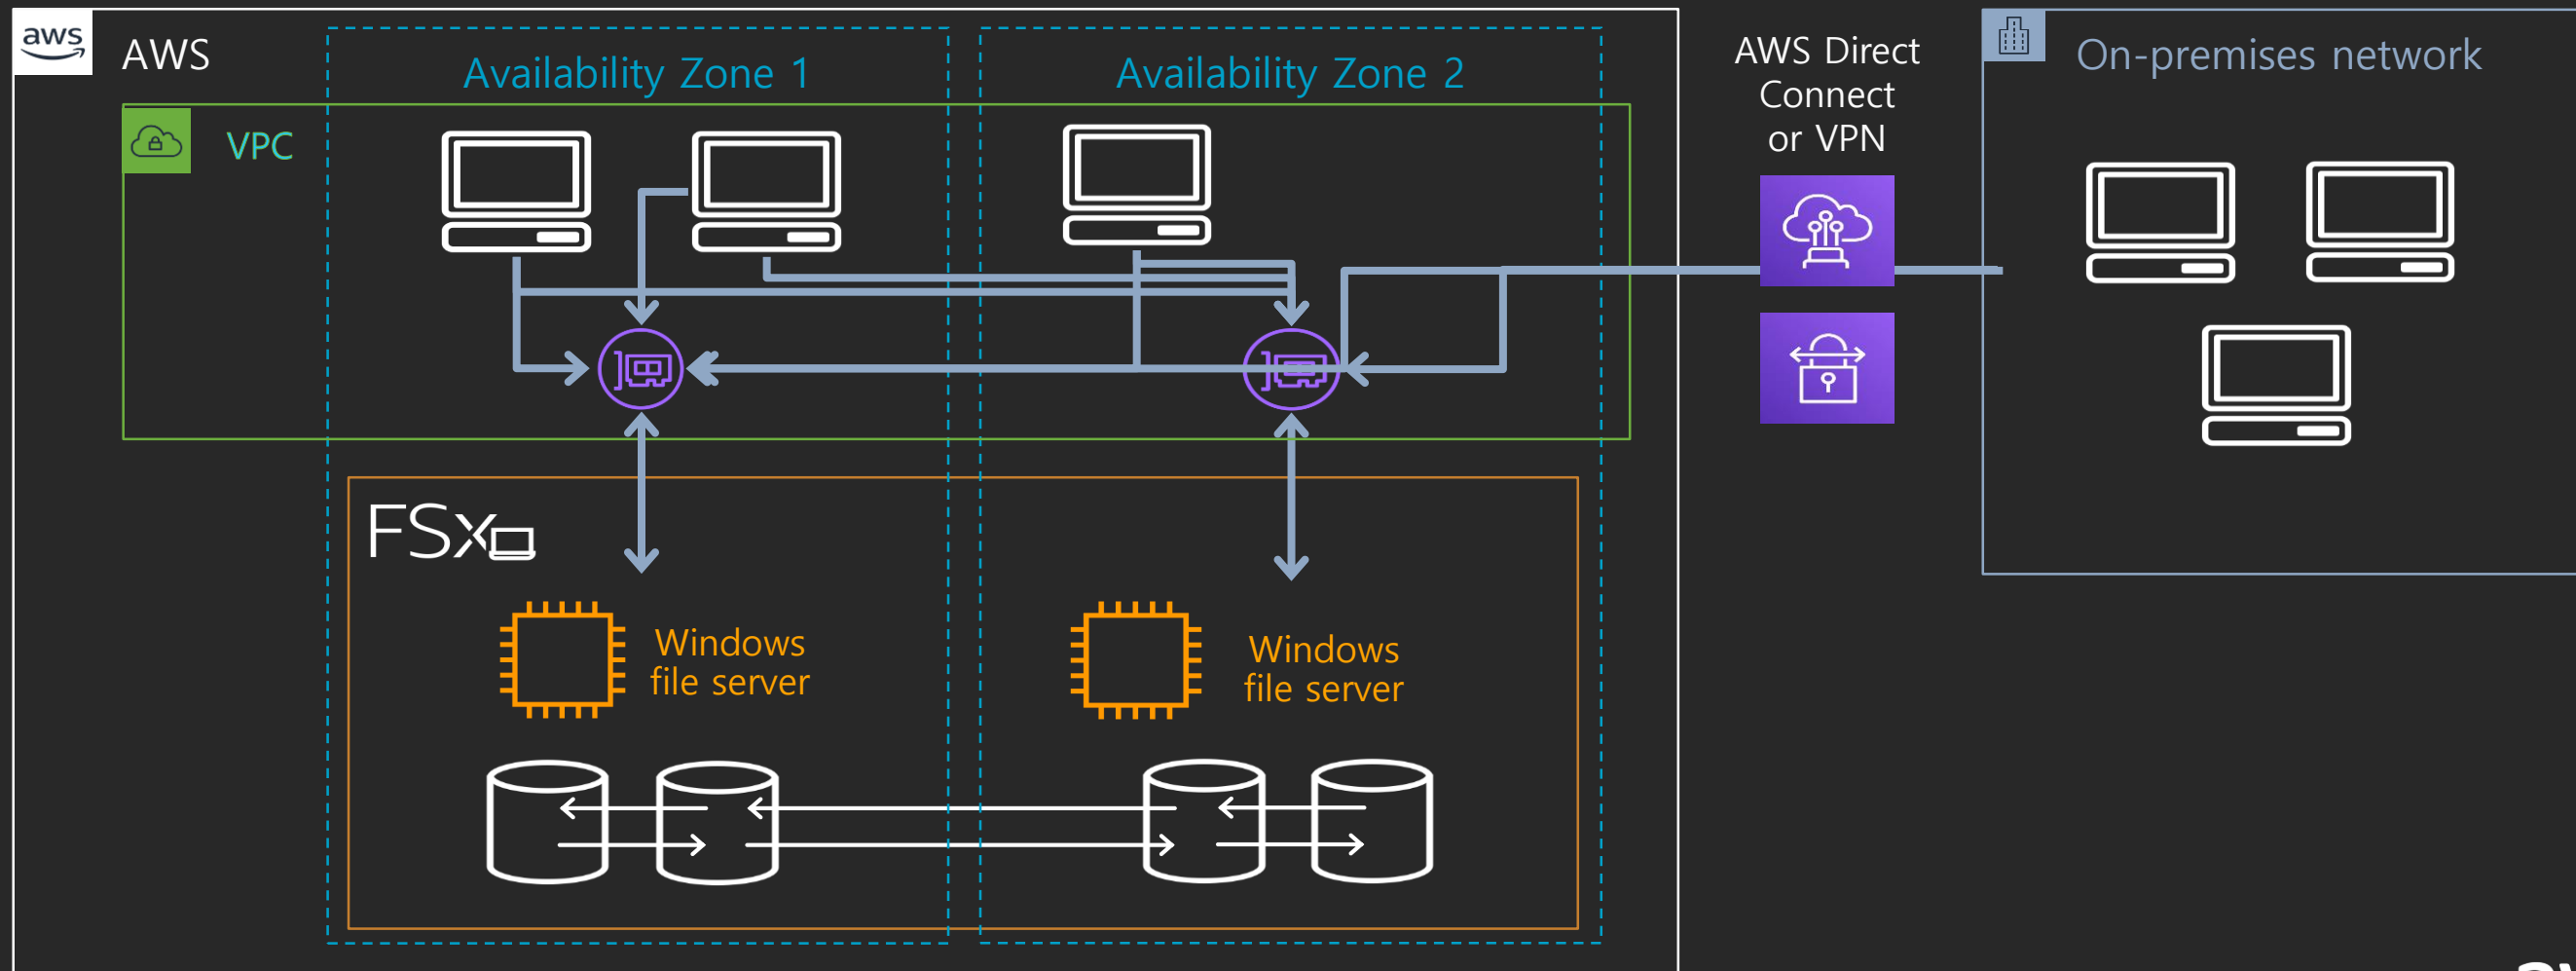 aws
AWS
Availability Zone 1
Availability Zone 2
AWS Direct
Connect
or VPN
On-premises network
VPC
FSx
Windows
file server
Windows
file server